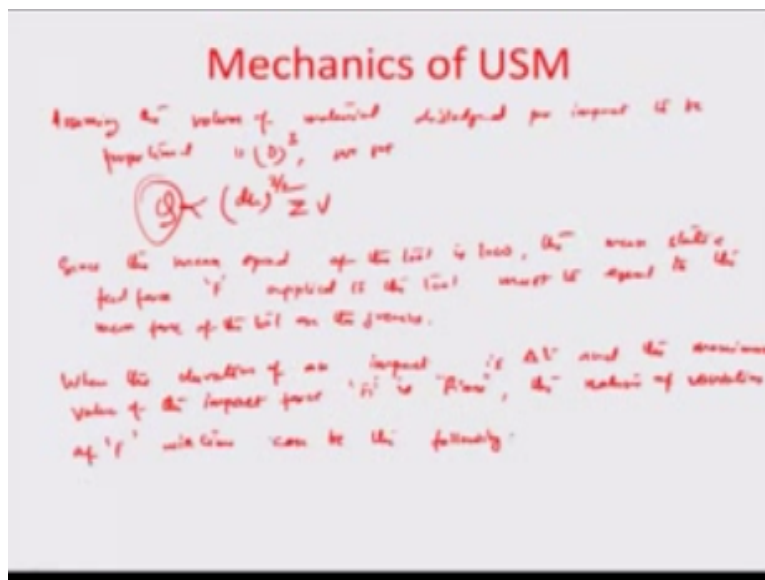 Mechanics of USM
Assuming the volume of material dislodged per impact to be
proportional to (D)³, we get
Q ∝ (dh)^3/2 Z ν
Since the mean speed of the tool is low, the mean static
feed force 'F' supplied to the tool must be equal to the
mean force of the tool on the
When the duration of an impact is Δt and the maximum
value of the impact force 'Fi' is 'Fimax', the nature of variation
of 'F' with time can be the following.